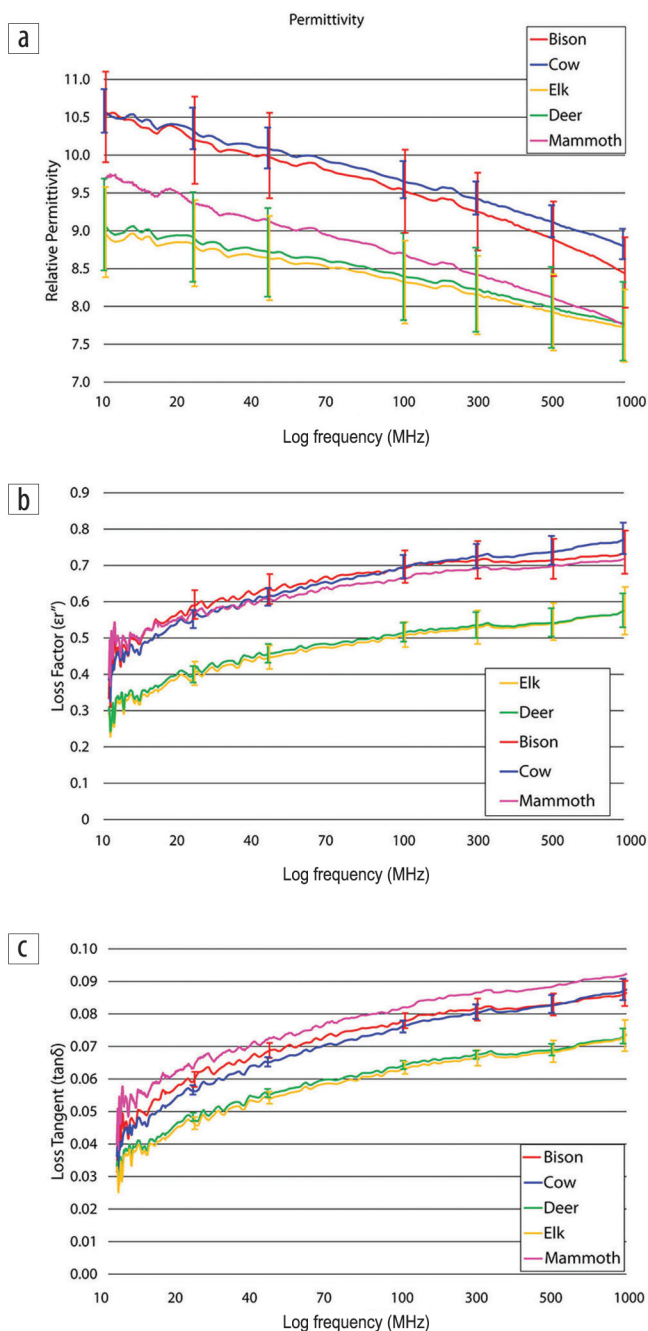 Permittivity
a
Bison
Cow
Elk
Deer
Mammoth
Relative Permittivity
11.0
10.5
10.0
9.5
9.0
8.5
8.0
7.5
7.0
10 20 40 70 100 300 500 1000
Log frequency (MHz)
b
Loss Factor (εr″)
0.9
0.8
0.7
0.6
0.5
0.4
0.3
0.2
0.1
0
Elk
Deer
Bison
Cow
Mammoth
10 20 40 70 100 300 500 1000
Log frequency (MHz)
c
Loss Tangent (tanδ)
0.10
0.09
0.08
0.07
0.06
0.05
0.04
0.03
0.02
0.01
0.00
Bison
Cow
Deer
Elk
Mammoth
10 20 40 70 100 300 500 1000
Log frequency (MHz)